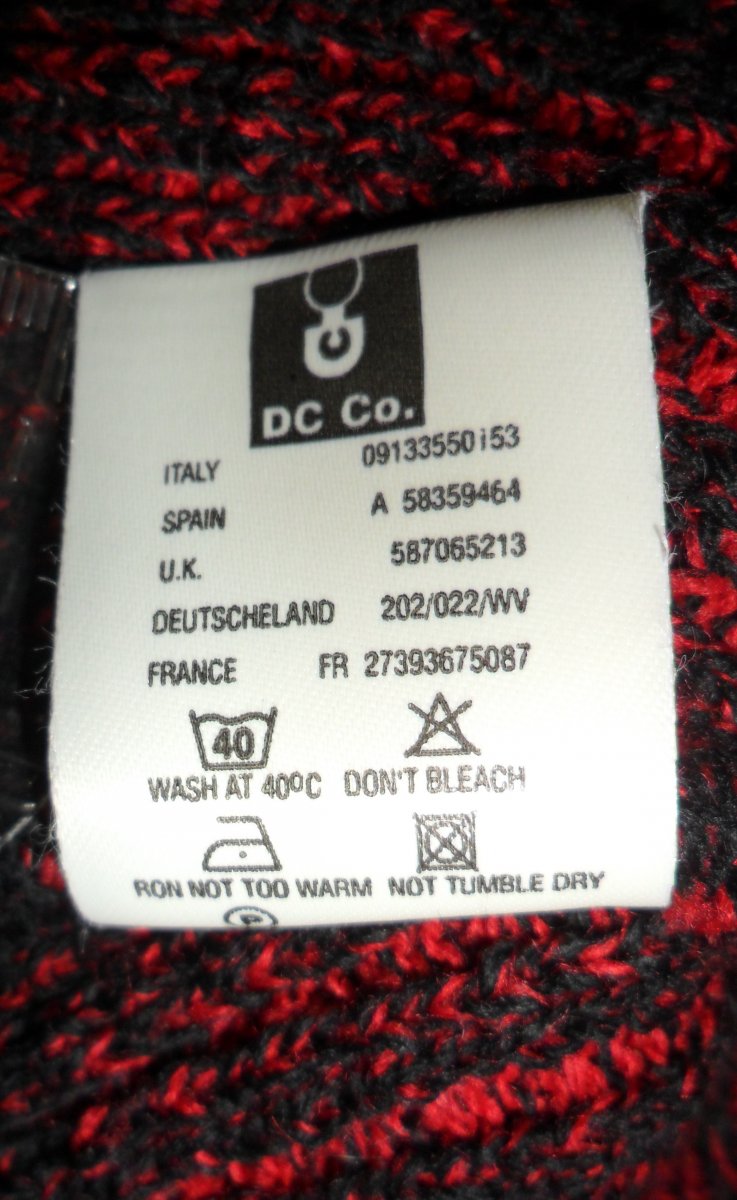 DC Co.
ITALY 09133550i53
SPAIN A 58359464
U.K. 587065213
DEUTSCHELAND 202/022/WV
FRANCE FR 27393675087
40
WASH AT 40ºC DON'T BLEACH
RON NOT TOO WARM NOT TUMBLE DRY